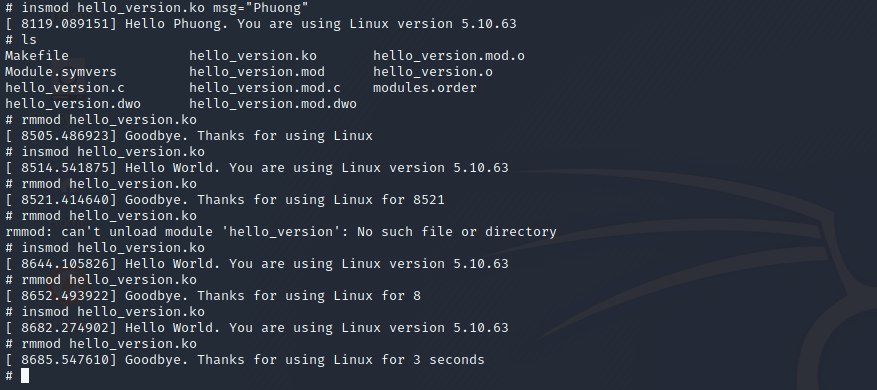 # insmod hello_version.ko msg="Phuong"
[ 8119.089151] Hello Phuong. You are using Linux version 5.10.63
# ls
Makefile hello_version.ko hello_version.mod.o
Module.symvers hello_version.mod hello_version.o
hello_version.c hello_version.mod.c modules.order
hello_version.dwo hello_version.mod.dwo
# rmmod hello_version.ko
[ 8505.486923] Goodbye. Thanks for using Linux
# insmod hello_version.ko
[ 8514.541875] Hello World. You are using Linux version 5.10.63
# rmmod hello_version.ko
[ 8521.414640] Goodbye. Thanks for using Linux for 8521
# rmmod hello_version.ko
rmmod: can't unload module 'hello_version': No such file or directory
# insmod hello_version.ko
[ 8644.105826] Hello World. You are using Linux version 5.10.63
# rmmod hello_version.ko
[ 8652.493922] Goodbye. Thanks for using Linux for 8
# insmod hello_version.ko
[ 8682.274902] Hello World. You are using Linux version 5.10.63
# rmmod hello_version.ko
[ 8685.547610] Goodbye. Thanks for using Linux for 3 seconds
#